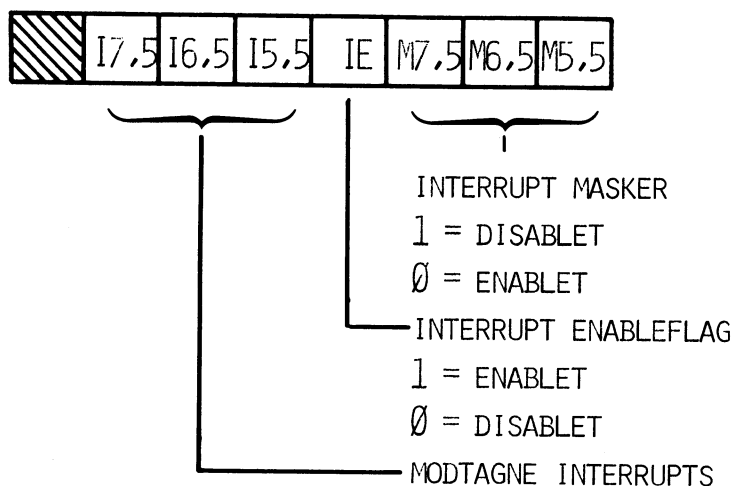 I7,5 I6,5 I5,5 IE M7,5 M6,5 M5,5
INTERRUPT MASKER
1 = DISABLET
Ø = ENABLET
INTERRUPT ENABLEFLAG
1 = ENABLET
Ø = DISABLET
MODTAGNE INTERRUPTS